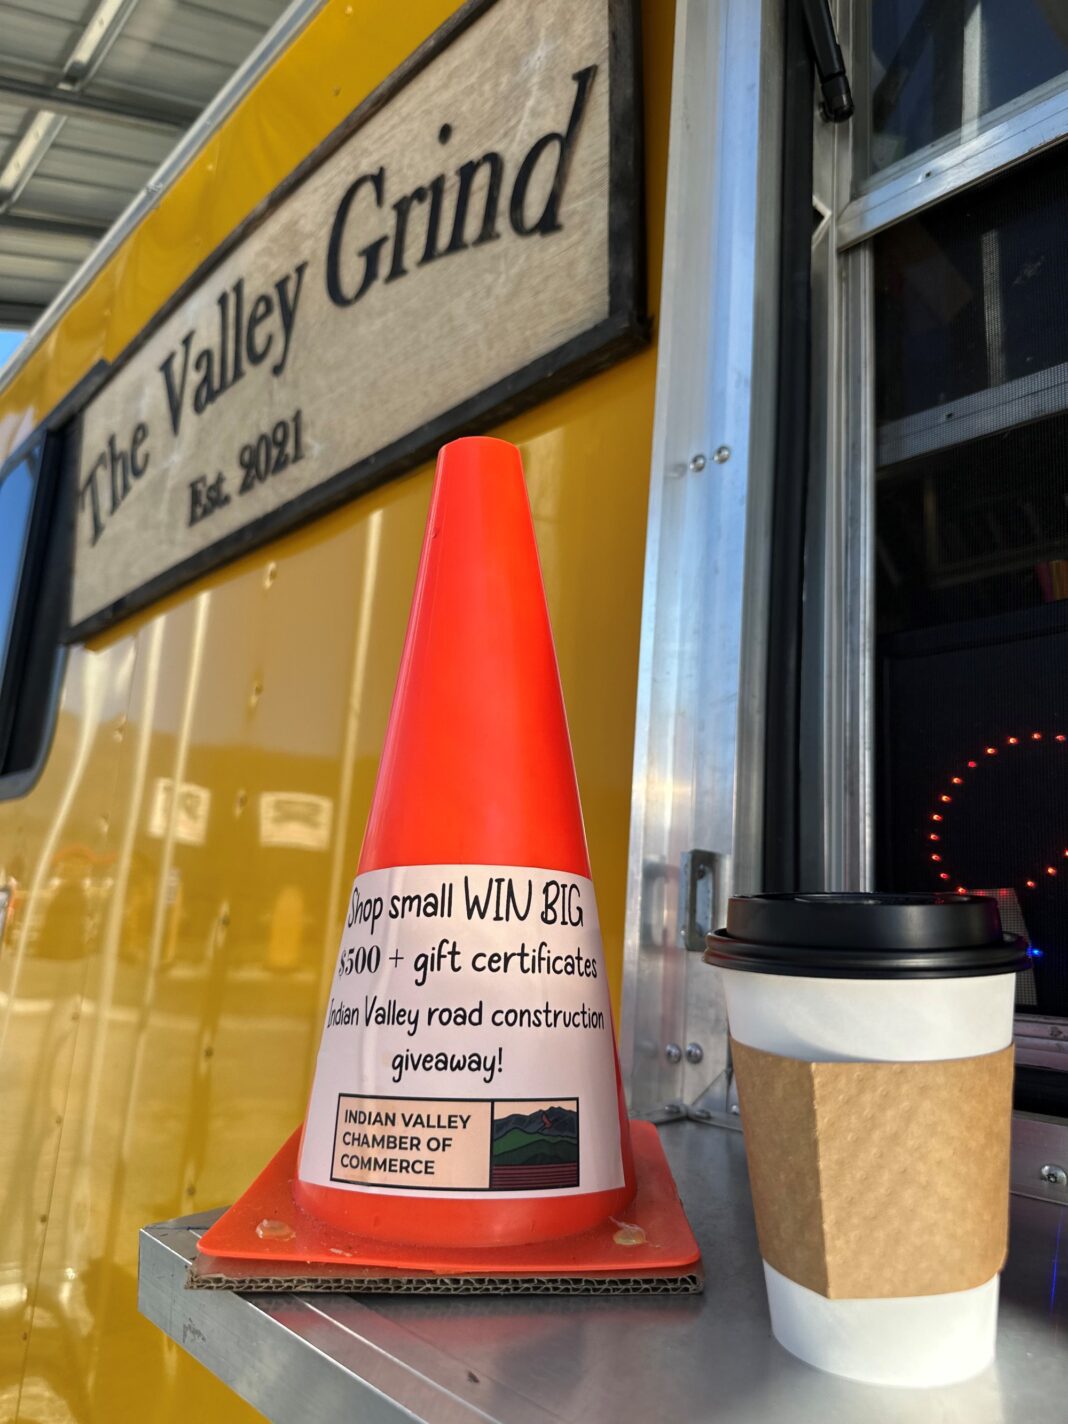 The Valley Grind
Est. 2021
Shop small WIN BIG
$500 + gift certificates
Indian Valley road construction
giveaway!
INDIAN VALLEY
CHAMBER OF
COMMERCE